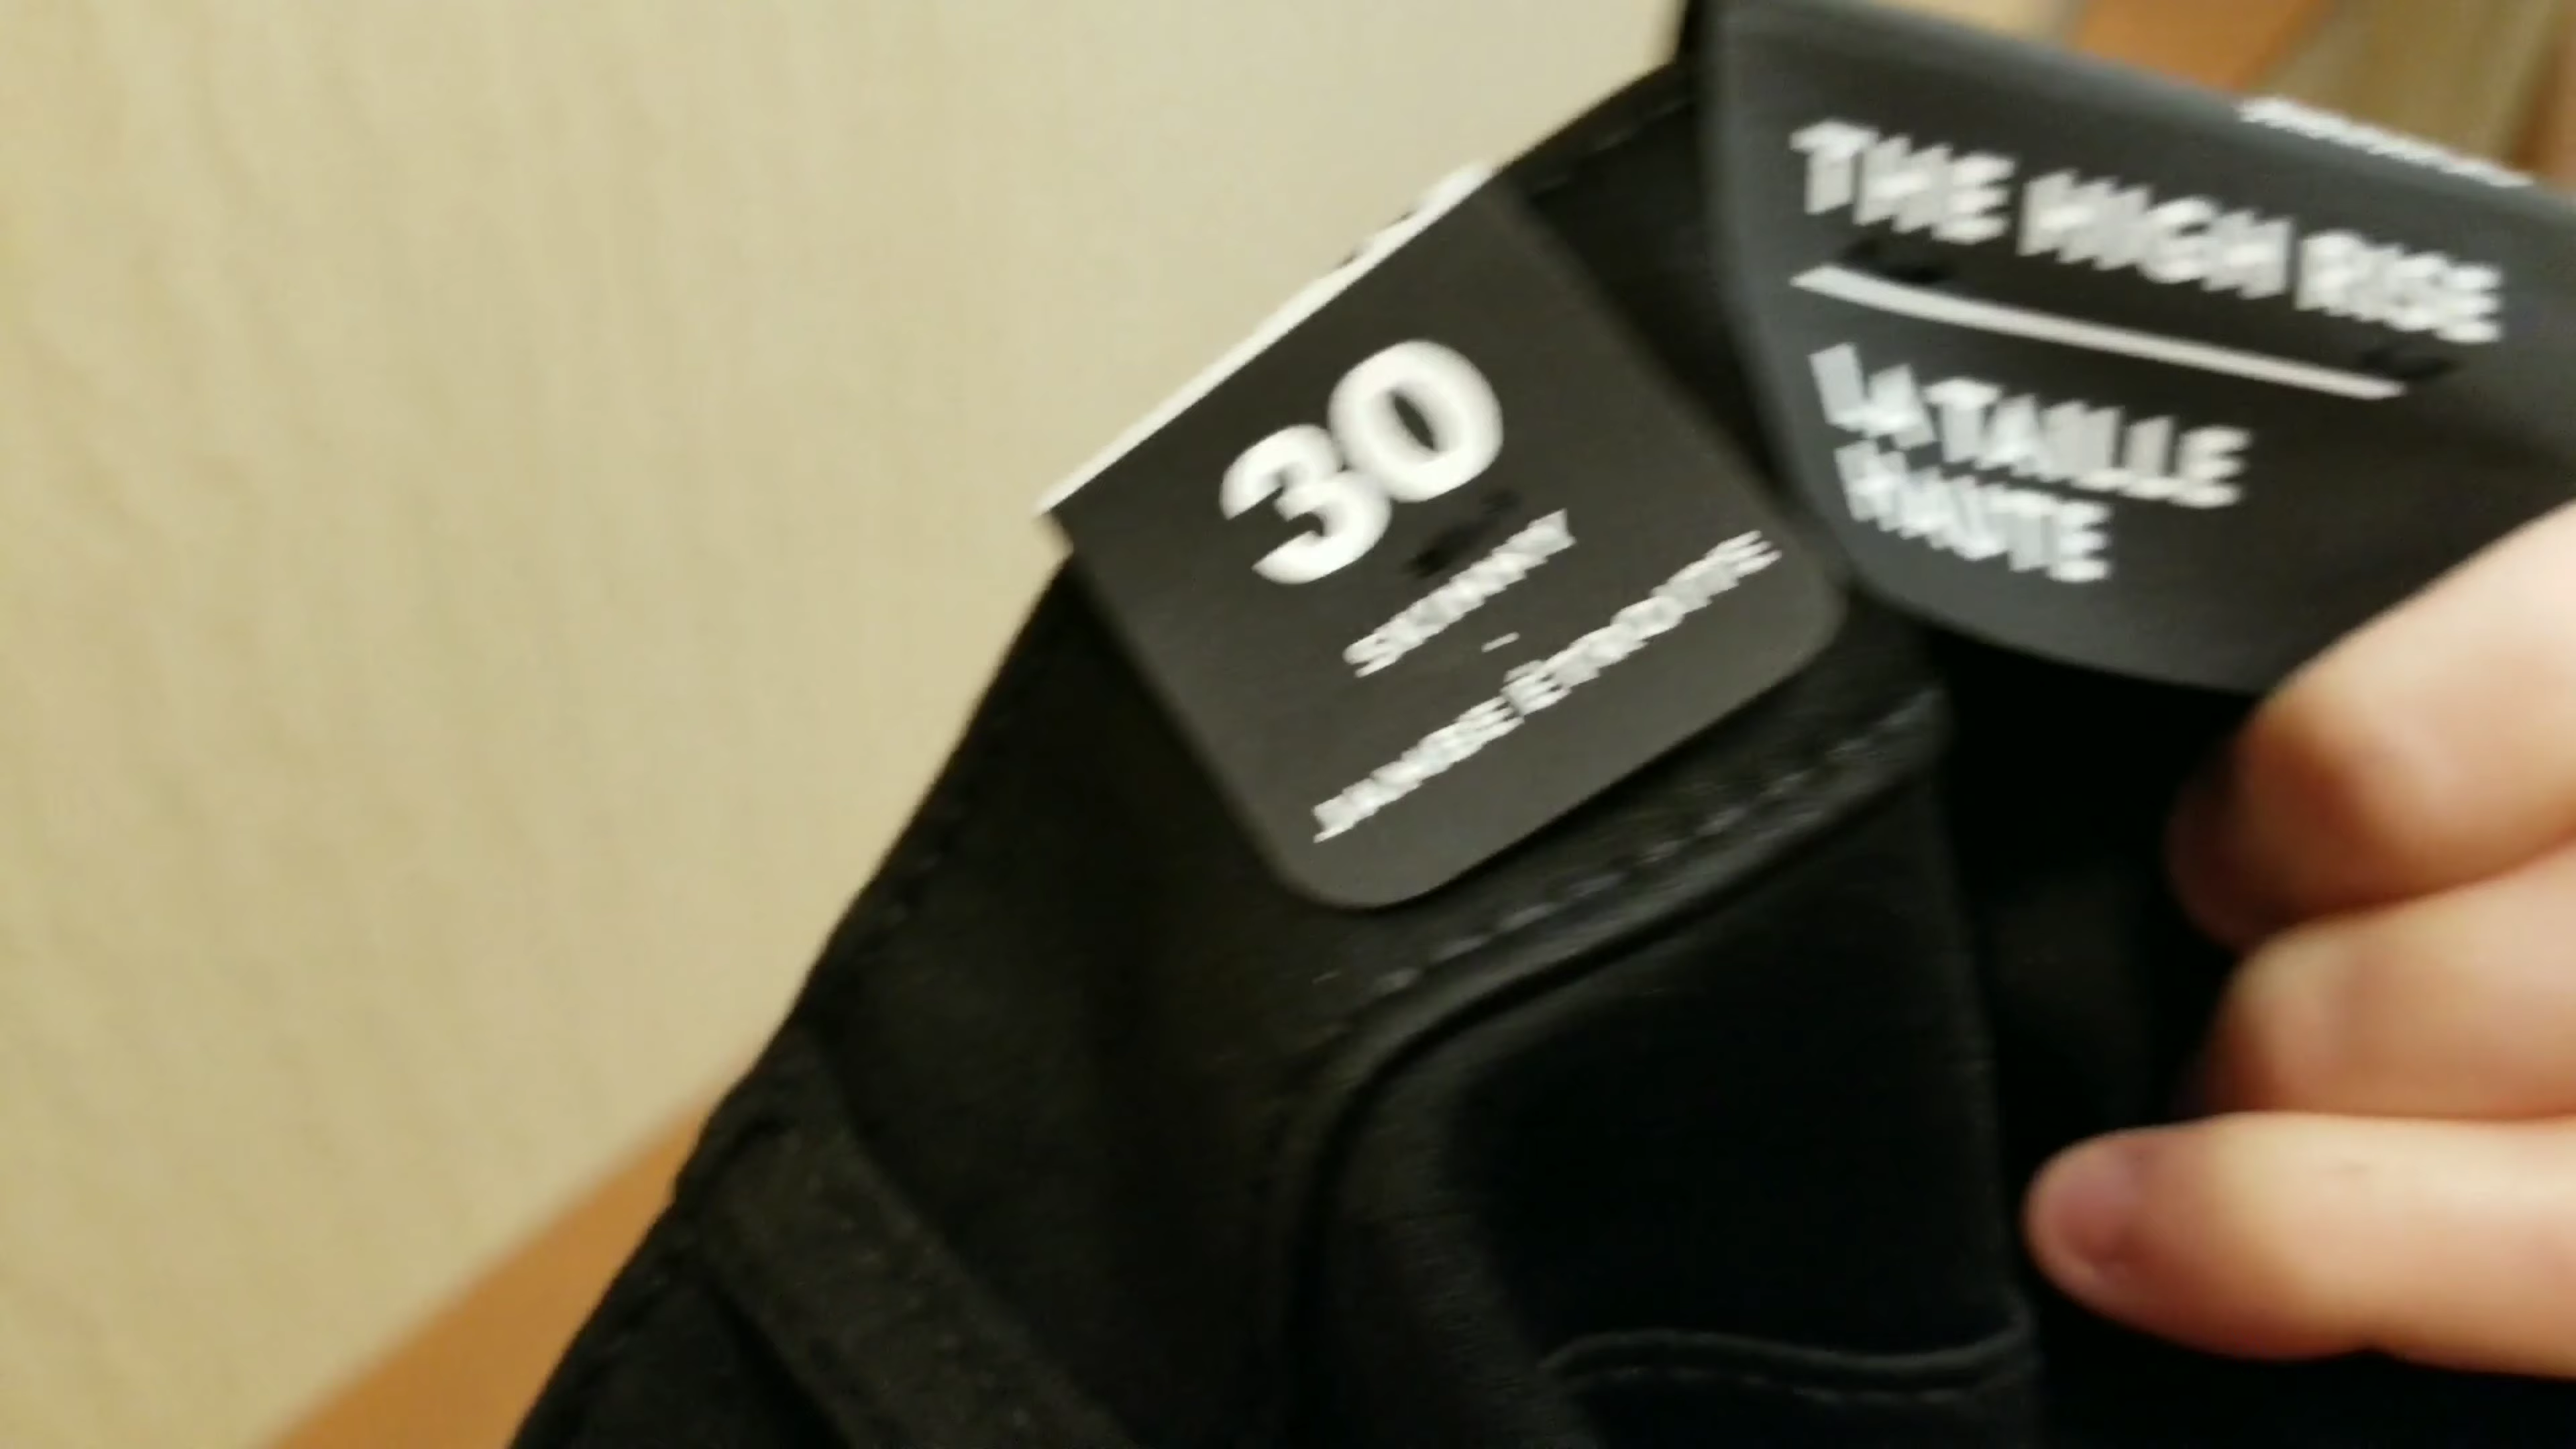 30
SKINNY
-
JAMBE ÉTROITE
THE HIGH RISE
LA TAILLE
HAUTE